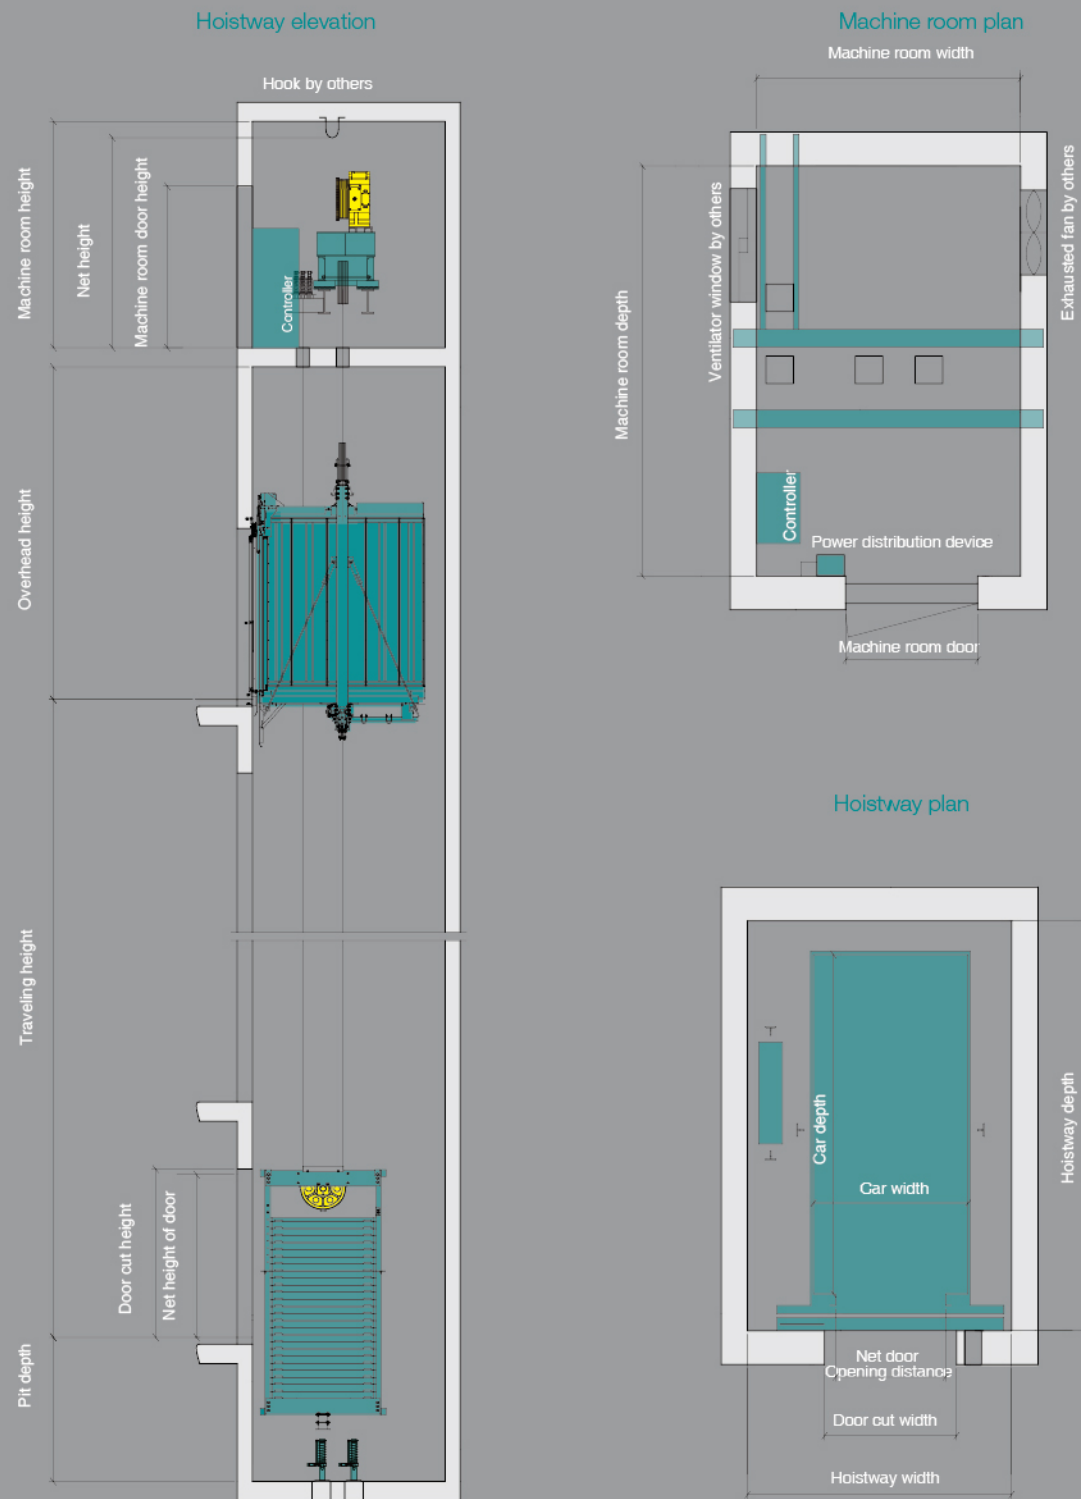 Hoistway elevation
Hook by others
Machine room height
Net height
Machine room door height
Controller
Overhead height
Traveling height
Door cut height
Net height of door
Pit depth
Machine room plan
Machine room width
Machine room depth
Ventilator window by others
Exhausted fan by others
Controller
Power distribution device
Machine room door
Hoistway plan
Car depth
Car width
Hoistway depth
Net door
Opening distance
Door cut width
Hoistway width